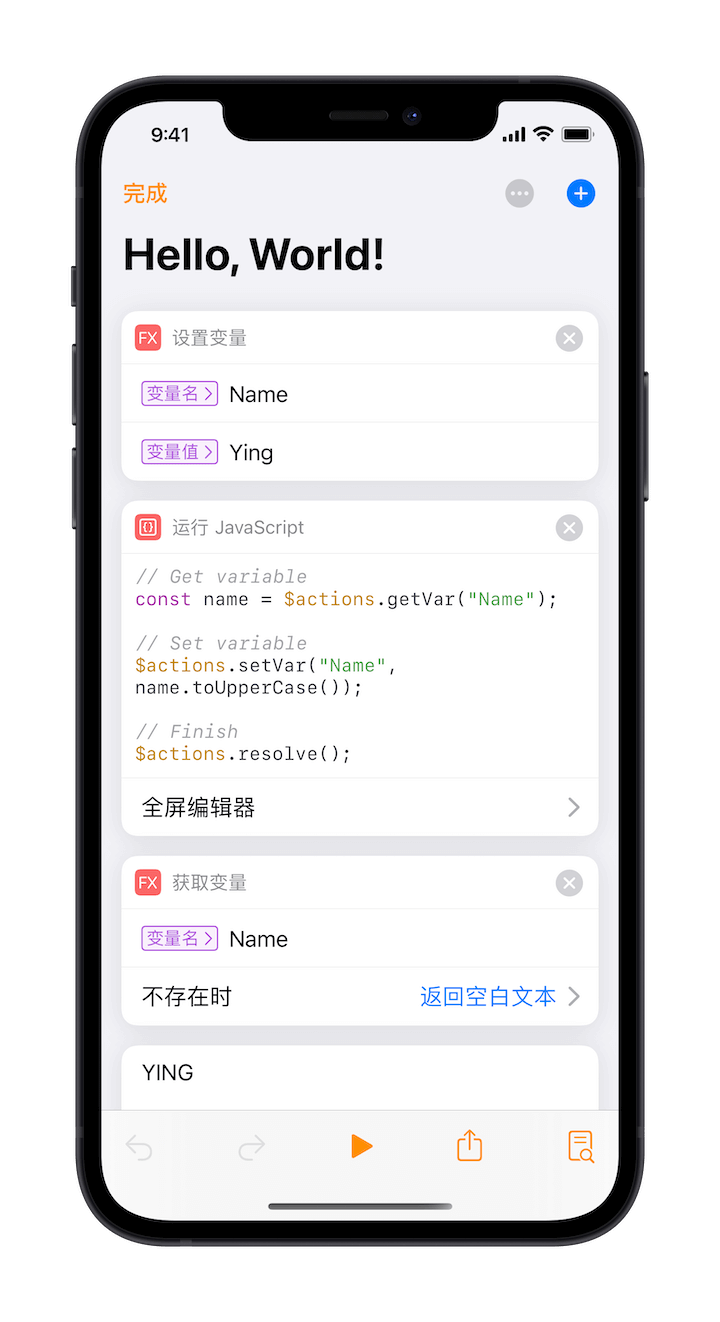 9:41
完成
Hello, World!
FX 设置变量
变量名 Name
变量值 Ying
运行 JavaScript
// Get variable
const name = $actions.getVar("Name");
// Set variable
$actions.setVar("Name",
name.toUpperCase());
// Finish
$actions.resolve();
全屏编辑器
FX 获取变量
变量名 Name
不存在时 返回空白文本
YING